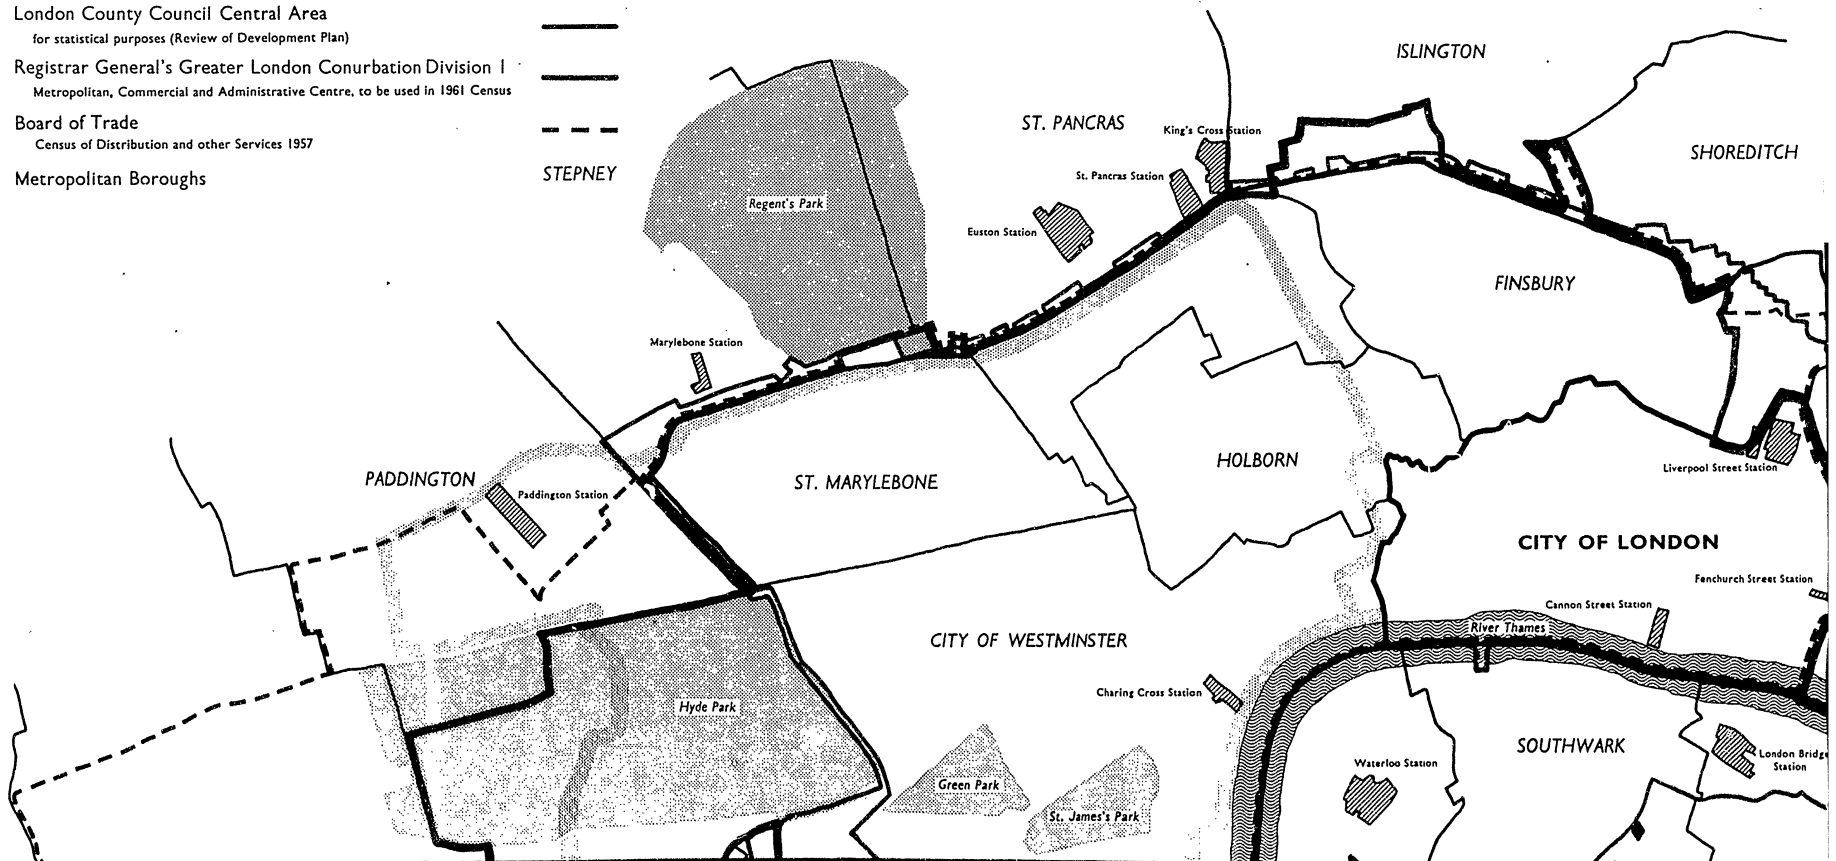 London County Council Central Area
for statistical purposes (Review of Development Plan)
Registrar General's Greater London Conurbation Division 1
Metropolitan, Commercial and Administrative Centre, to be used in 1961 Census
Board of Trade
Census of Distribution and other Services 1957
Metropolitan Boroughs
STEPNEY
ISLINGTON
ST. PANCRAS
King's Cross Station
SHOREDITCH
St. Pancras Station
Regent's Park
Euston Station
FINSBURY
Marylebone Station
PADDINGTON
Paddington Station
ST. MARYLEBONE
HOLBORN
Liverpool Street Station
CITY OF LONDON
Fenchurch Street Station
Cannon Street Station
River Thames
CITY OF WESTMINSTER
Charing Cross Station
Hyde Park
SOUTHWARK
London Bridge
Station
Waterloo Station
Green Park
St. James's Park